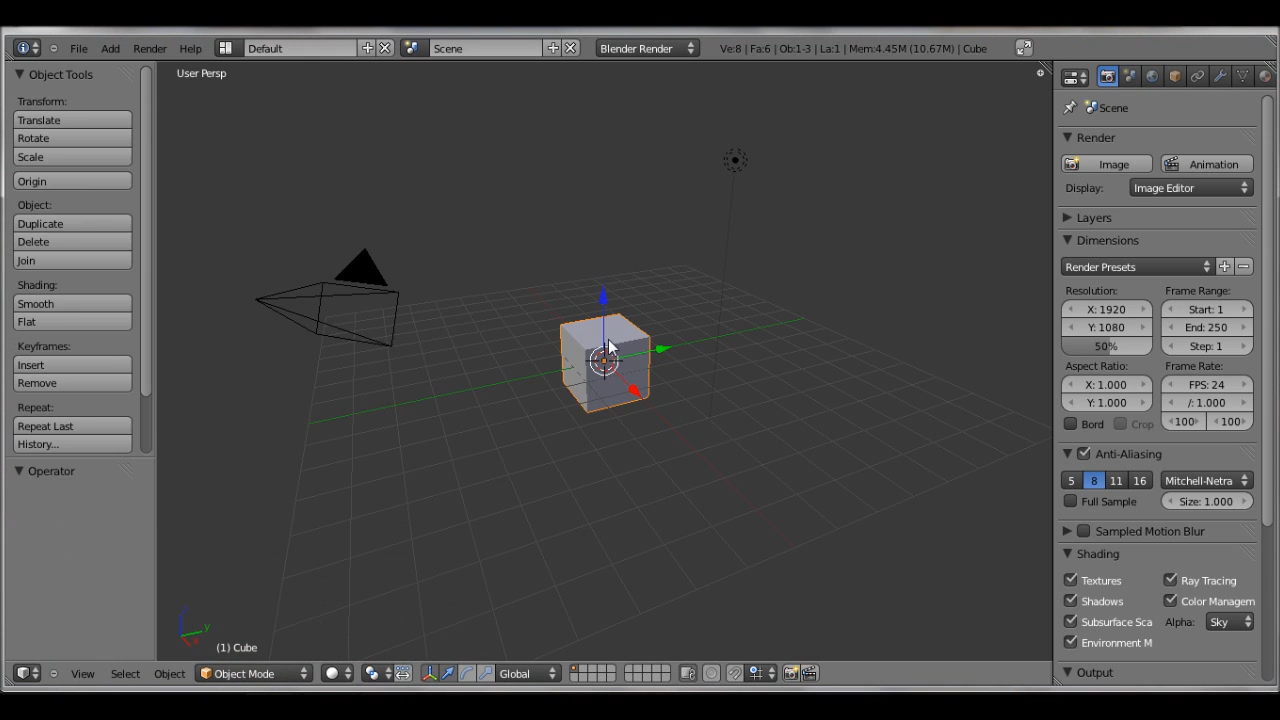 File Add Render Help Default Scene Blender Render Ve:8 | Fa:6 | Ob:1-3 | La:1 | Mem:4.45M (10.67M) | Cube
Object Tools
Transform:
Translate
Rotate
Scale
Origin
Object:
Duplicate
Delete
Join
Shading:
Smooth
Flat
Keyframes:
Insert
Remove
Repeat:
Repeat Last
History...
Operator
User Persp
z
y
x
(1) Cube
View Select Object Object Mode Global
Scene
Render
Image Animation
Display: Image Editor
Layers
Dimensions
Render Presets
Resolution: Frame Range:
X: 1920 Start: 1
Y: 1080 End: 250
50% Step: 1
Aspect Ratio: Frame Rate:
X: 1.000 FPS: 24
Y: 1.000 /: 1.000
Bord Crop 100 100
Anti-Aliasing
5 8 11 16 Mitchell-Netra
Full Sample Size: 1.000
Sampled Motion Blur
Shading
Textures Ray Tracing
Shadows Color Managem
Subsurface Sca Alpha: Sky
Environment M
Output